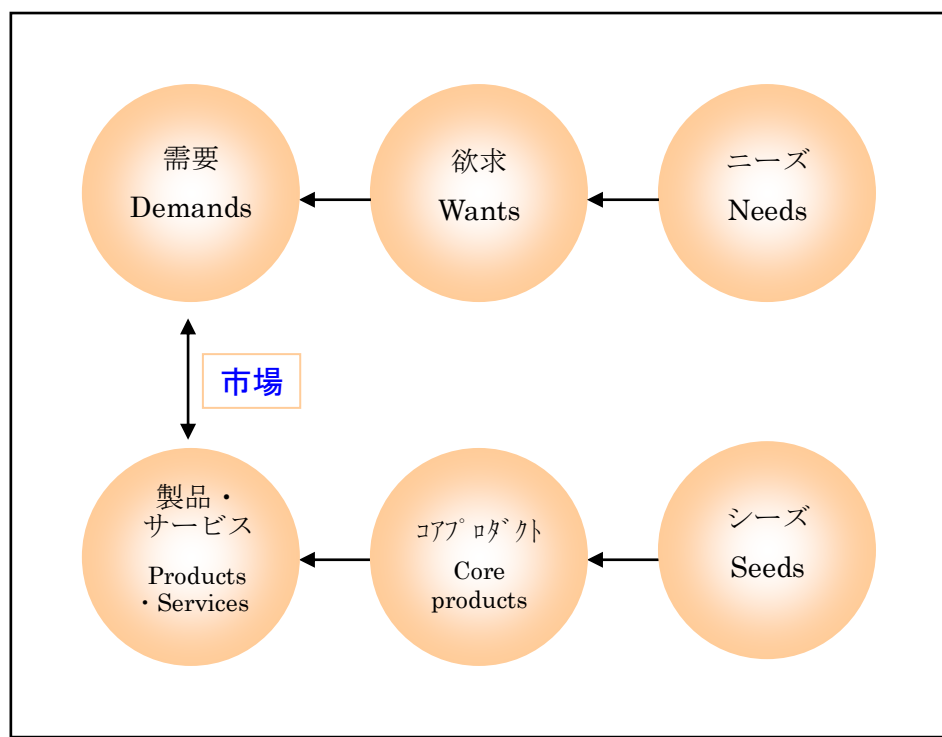 需要
Demands
欲求
Wants
ニーズ
Needs
市場
製品・
サービス
Products
・Services
ｺｱﾌﾟﾛﾀﾞｸﾄ
Core
products
シーズ
Seeds